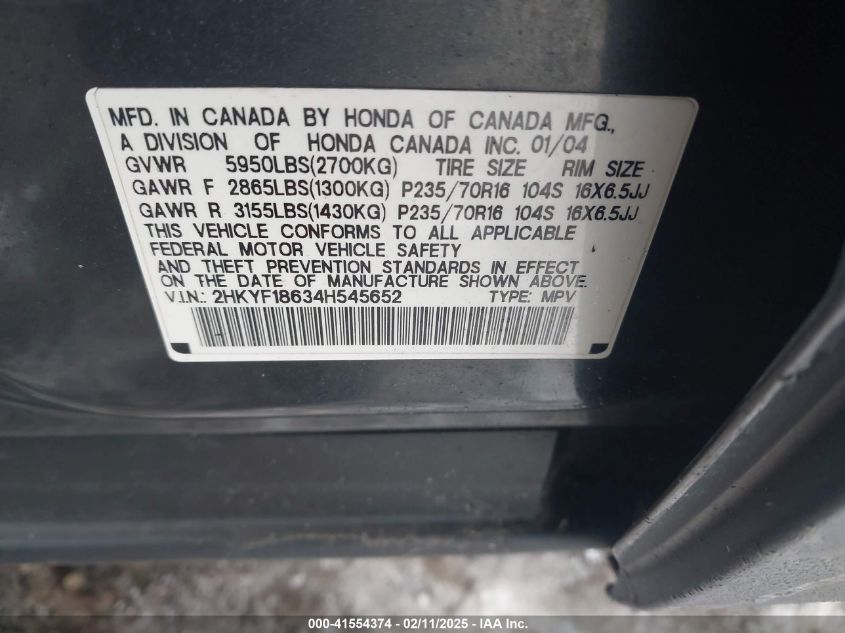 MFD. IN CANADA BY HONDA OF CANADA MFG.,
A DIVISION OF HONDA CANADA INC. 01/04
GVWR 5950LBS(2700KG) TIRE SIZE RIM SIZE
GAWR F 2865LBS(1300KG) P235/70R16 104S 16X6.5JJ
GAWR R 3155LBS(1430KG) P235/70R16 104S 16X6.5JJ
THIS VEHICLE CONFORMS TO ALL APPLICABLE
FEDERAL MOTOR VEHICLE SAFETY
AND THEFT PREVENTION STANDARDS IN EFFECT
ON THE DATE OF MANUFACTURE SHOWN ABOVE.
V.I.N.: 2HKYF18634H545652 TYPE: MPV
000-41554374 - 02/11/2025 - IAA Inc.